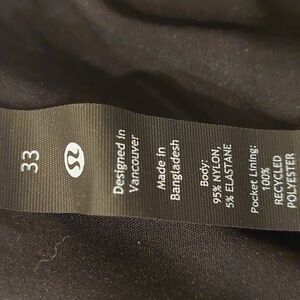 33
Designed in
Vancouver
Made in
Bangladesh
Body:
95% NYLON,
5% ELASTANE
Pocket Lining:
100%
RECYCLED
POLYESTER